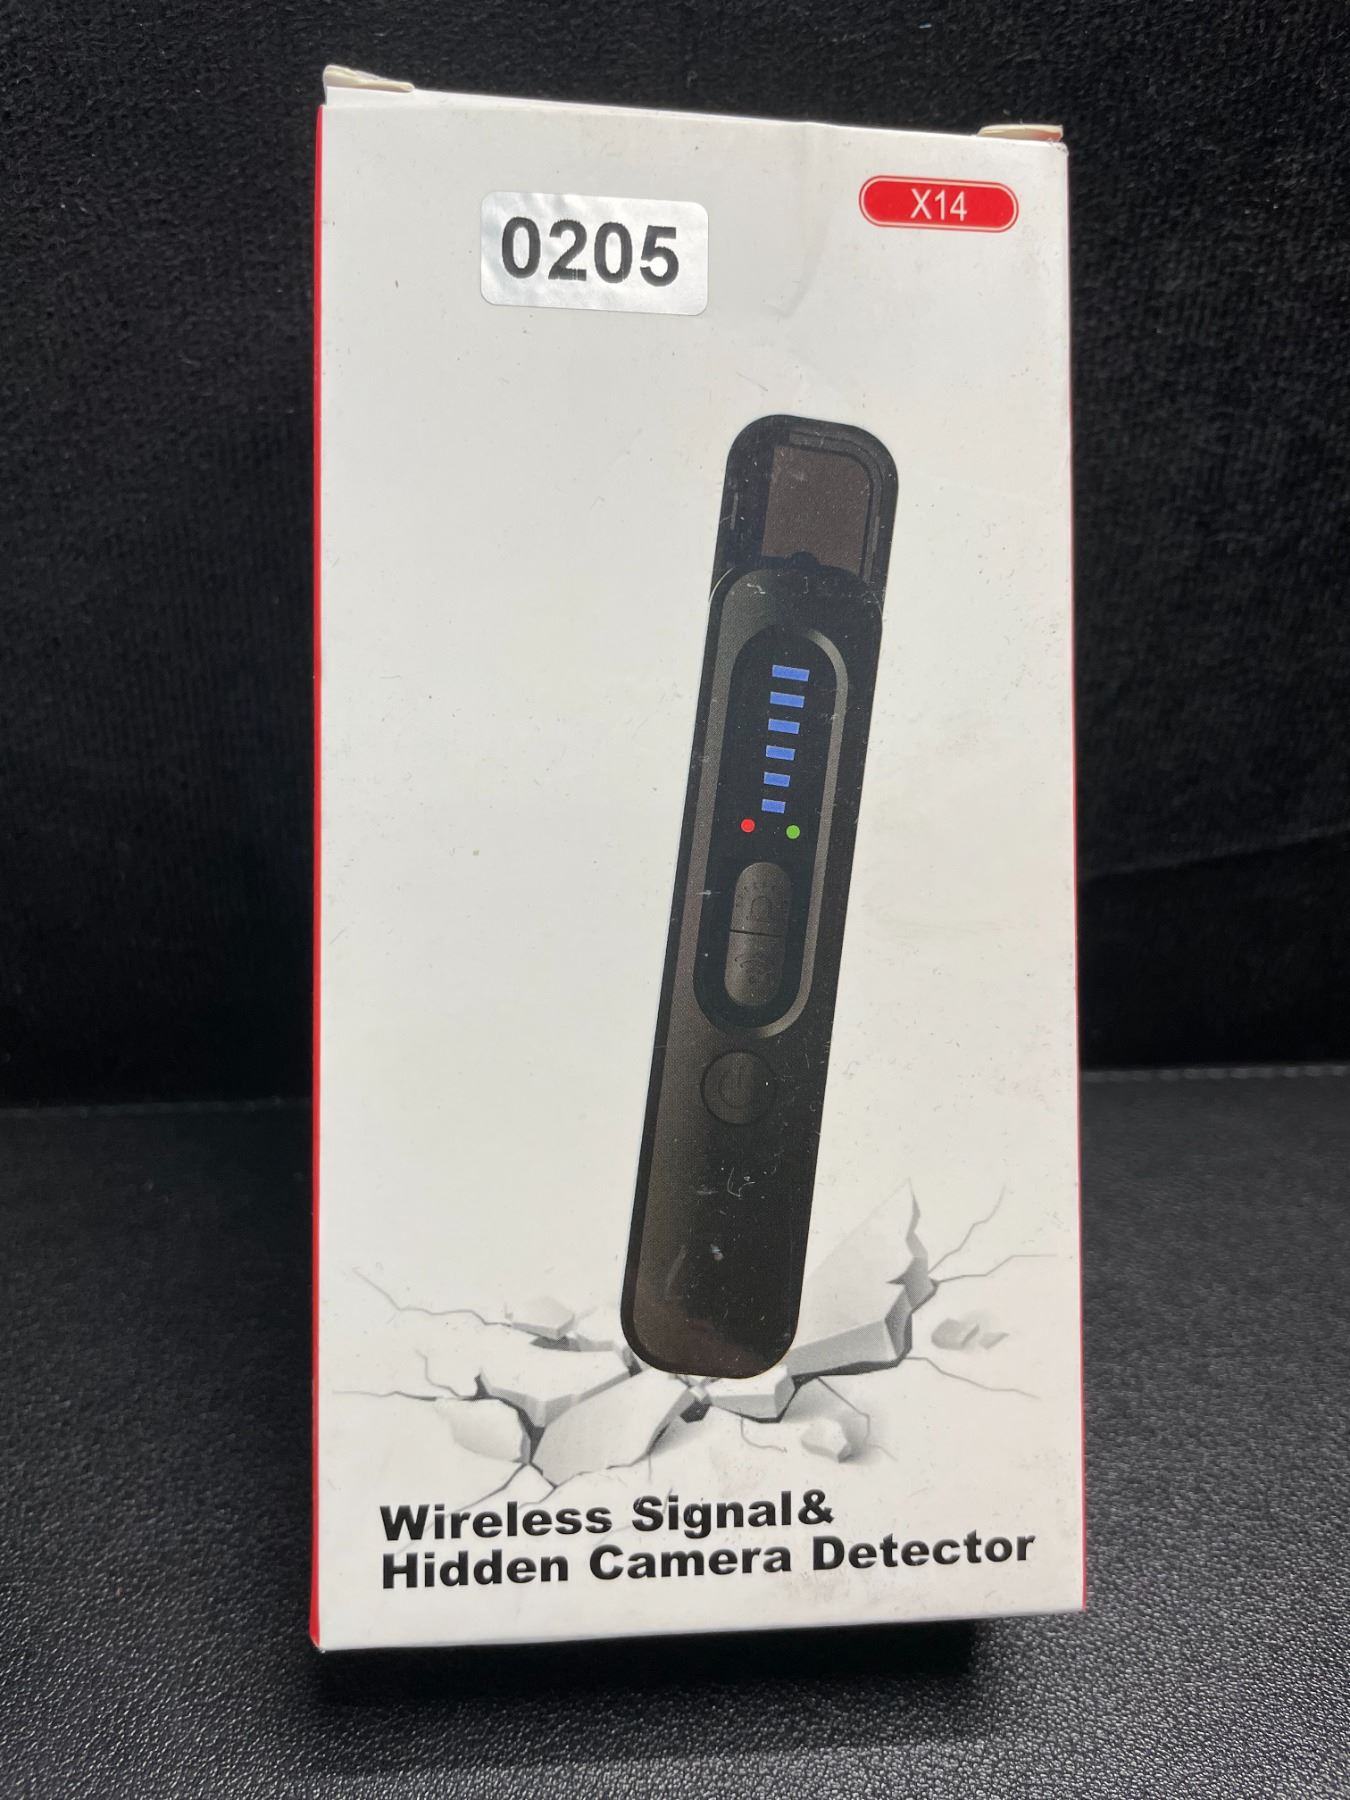 X14
0205
Wireless Signal&
Hidden Camera Detector